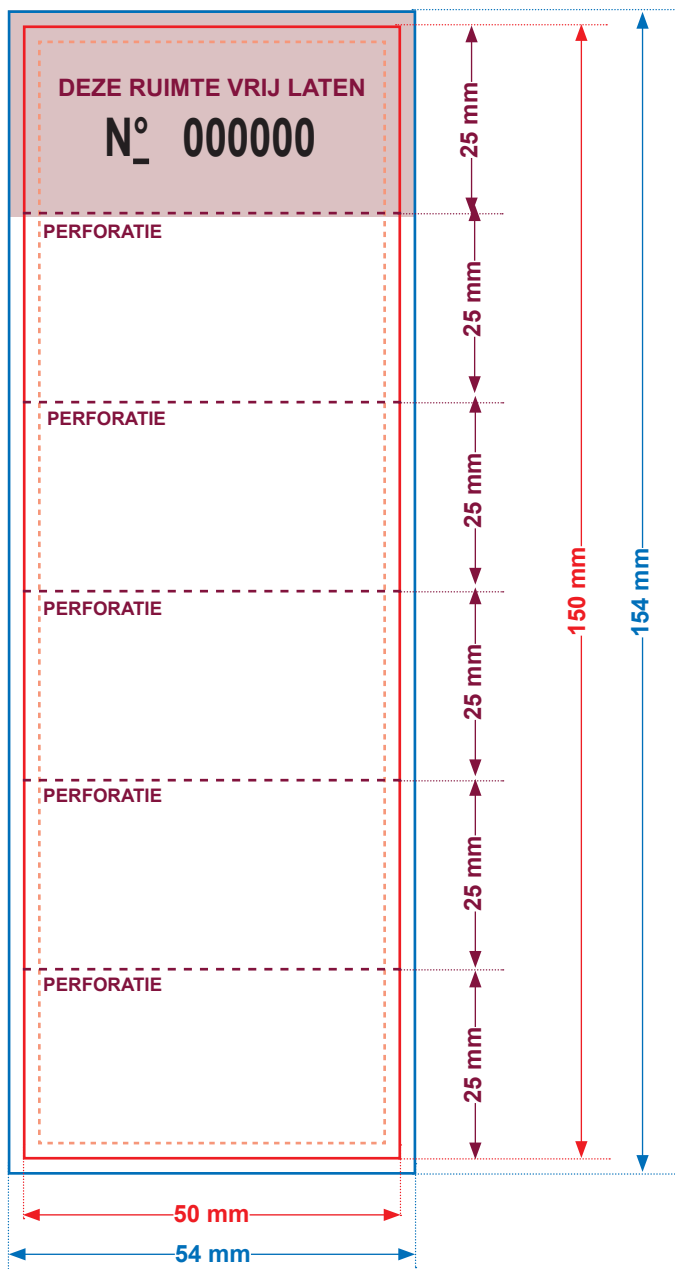 DEZE RUIMTE VRIJ LATEN
Nº 000000
PERFORATIE
PERFORATIE
PERFORATIE
PERFORATIE
PERFORATIE
25 mm
25 mm
25 mm
25 mm
25 mm
25 mm
150 mm
154 mm
50 mm
54 mm